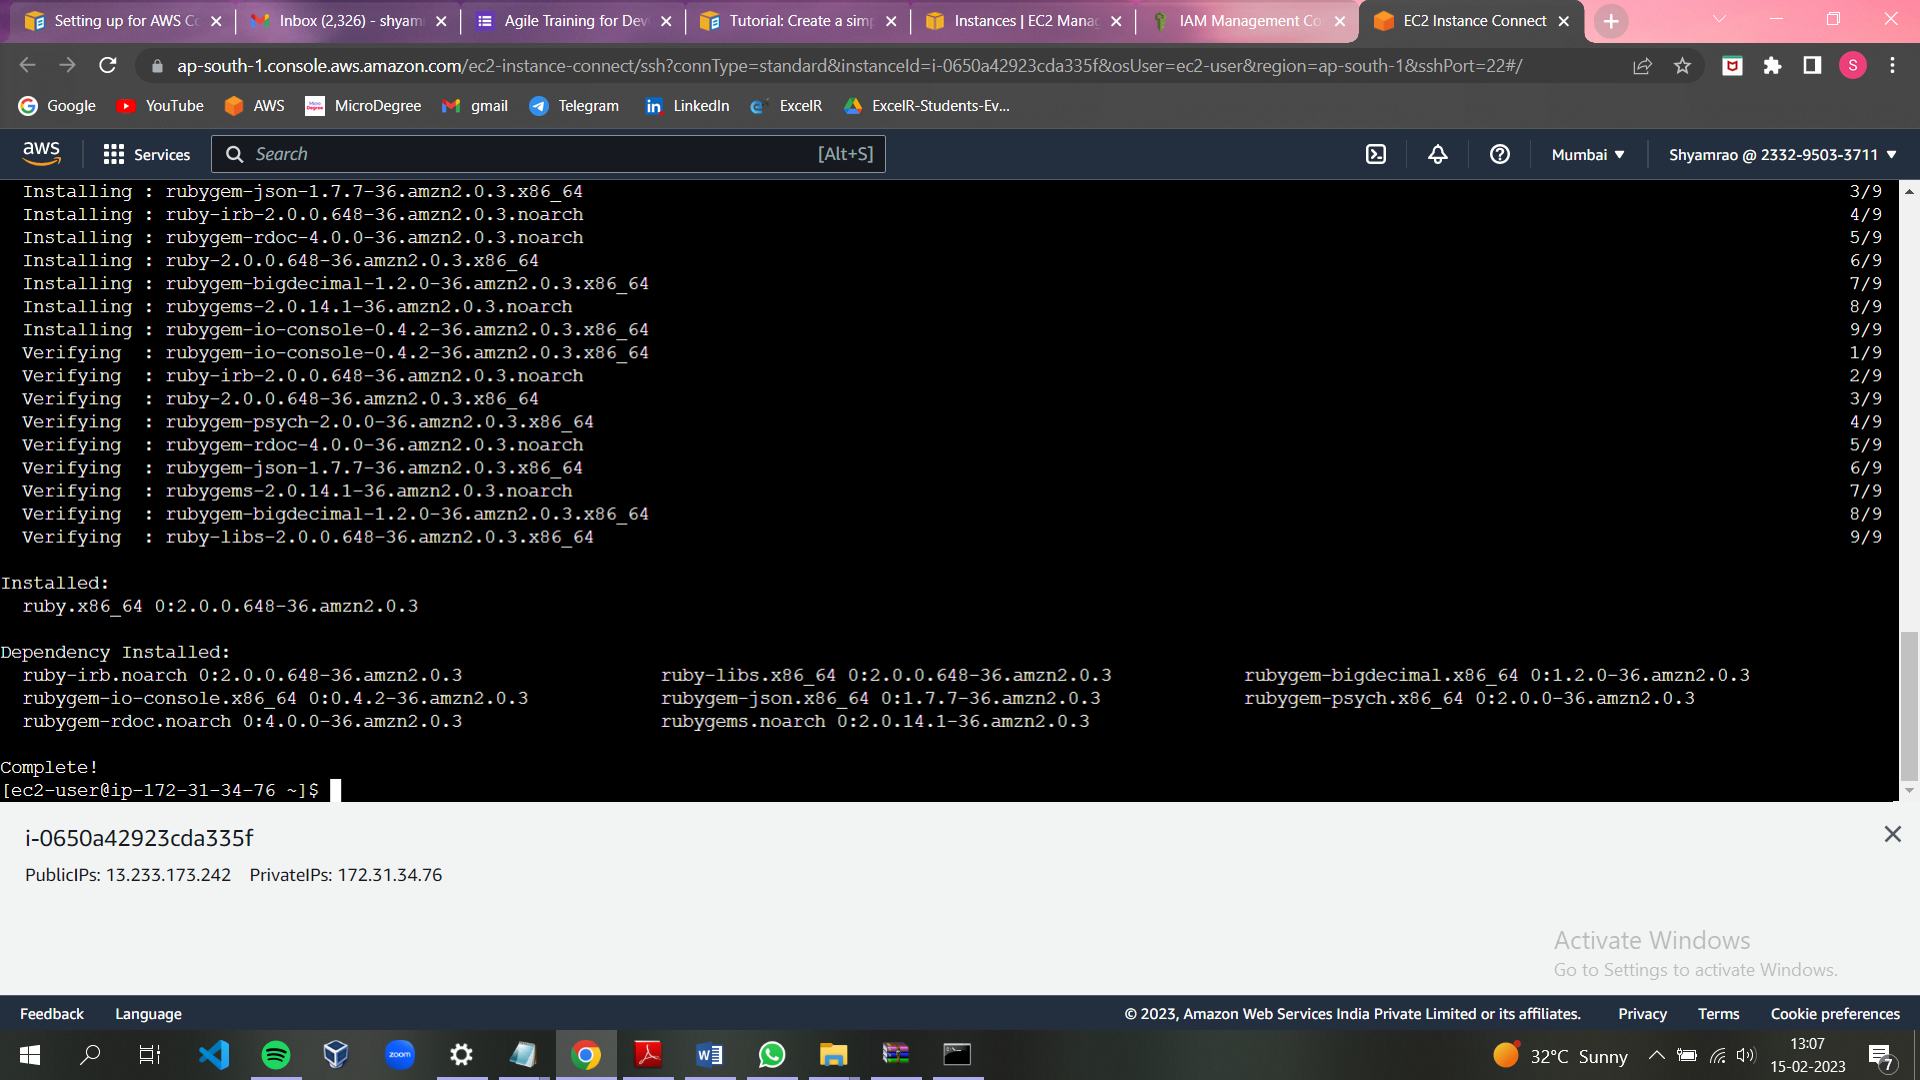 Setting up for AWS Co
Inbox (2,326) - shyam
Agile Training for Dev
Tutorial: Create a simp
Instances | EC2 Manag
IAM Management Co
EC2 Instance Connect
ap-south-1.console.aws.amazon.com/ec2-instance-connect/ssh?connType=standard&instanceId=i-0650a42923cda335f&osUser=ec2-user&region=ap-south-1&sshPort=22#/
S
Google YouTube AWS MicroDegree gmail Telegram LinkedIn ExcelR ExcelR-Students-Ev...
aws Services Search [Alt+S] Mumbai Shyamrao @ 2332-9503-3711
Installing : rubygem-json-1.7.7-36.amzn2.0.3.x86_64 3/9
Installing : ruby-irb-2.0.0.648-36.amzn2.0.3.noarch 4/9
Installing : rubygem-rdoc-4.0.0-36.amzn2.0.3.noarch 5/9
Installing : ruby-2.0.0.648-36.amzn2.0.3.x86_64 6/9
Installing : rubygem-bigdecimal-1.2.0-36.amzn2.0.3.x86_64 7/9
Installing : rubygems-2.0.14.1-36.amzn2.0.3.noarch 8/9
Installing : rubygem-io-console-0.4.2-36.amzn2.0.3.x86_64 9/9
Verifying : rubygem-io-console-0.4.2-36.amzn2.0.3.x86_64 1/9
Verifying : ruby-irb-2.0.0.648-36.amzn2.0.3.noarch 2/9
Verifying : ruby-2.0.0.648-36.amzn2.0.3.x86_64 3/9
Verifying : rubygem-psych-2.0.0-36.amzn2.0.3.x86_64 4/9
Verifying : rubygem-rdoc-4.0.0-36.amzn2.0.3.noarch 5/9
Verifying : rubygem-json-1.7.7-36.amzn2.0.3.x86_64 6/9
Verifying : rubygems-2.0.14.1-36.amzn2.0.3.noarch 7/9
Verifying : rubygem-bigdecimal-1.2.0-36.amzn2.0.3.x86_64 8/9
Verifying : ruby-libs-2.0.0.648-36.amzn2.0.3.x86_64 9/9
Installed:
ruby.x86_64 0:2.0.0.648-36.amzn2.0.3
Dependency Installed:
ruby-irb.noarch 0:2.0.0.648-36.amzn2.0.3 ruby-libs.x86_64 0:2.0.0.648-36.amzn2.0.3 rubygem-bigdecimal.x86_64 0:1.2.0-36.amzn2.0.3
rubygem-io-console.x86_64 0:0.4.2-36.amzn2.0.3 rubygem-json.x86_64 0:1.7.7-36.amzn2.0.3 rubygem-psych.x86_64 0:2.0.0-36.amzn2.0.3
rubygem-rdoc.noarch 0:4.0.0-36.amzn2.0.3 rubygems.noarch 0:2.0.14.1-36.amzn2.0.3
Complete!
[ec2-user@ip-172-31-34-76 ~]$
i-0650a42923cda335f
PublicIPs: 13.233.173.242 PrivateIPs: 172.31.34.76
Activate Windows
Go to Settings to activate Windows.
Feedback Language © 2023, Amazon Web Services India Private Limited or its affiliates. Privacy Terms Cookie preferences
zoom
32°C Sunny
13:07
15-02-2023
7